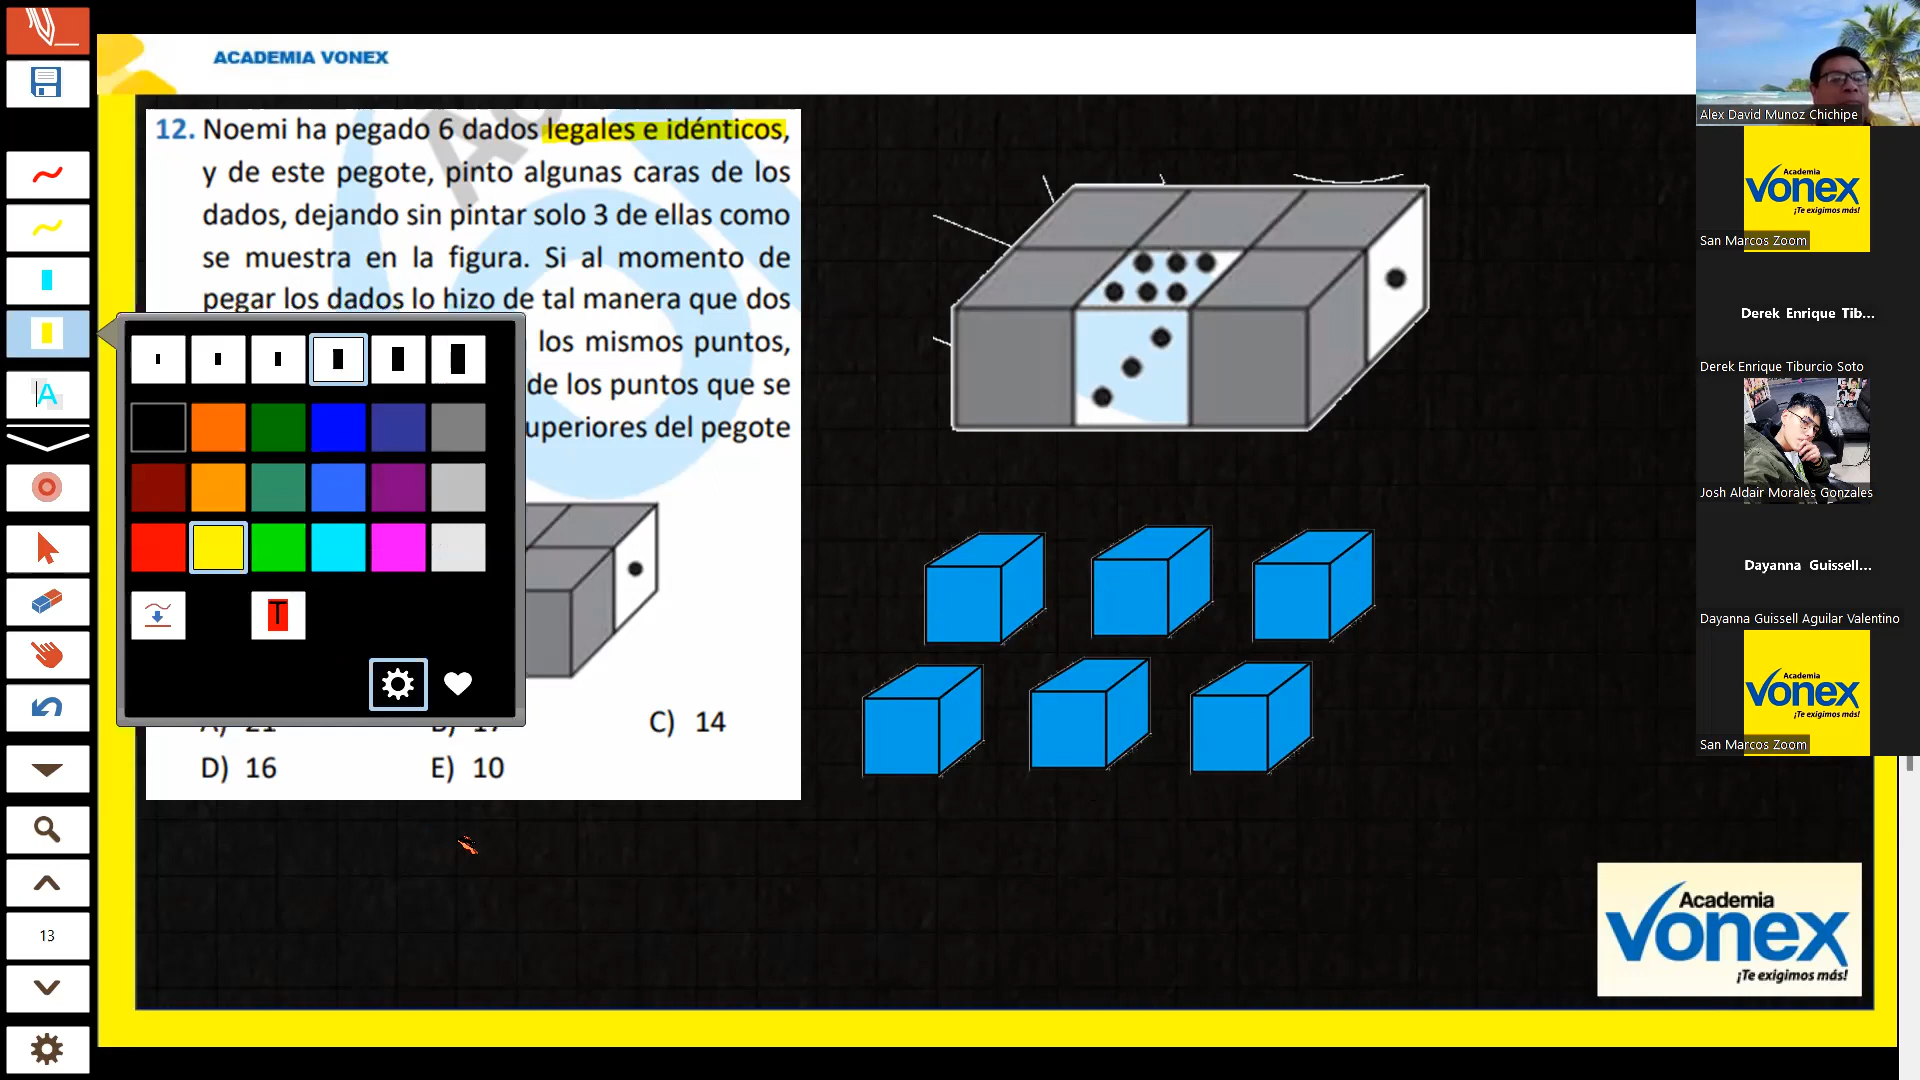 ACADEMIA VONEX
12. Noemi ha pegado 6 dados legales e idénticos,
y de este pegote, pinto algunas caras de los
dados, dejando sin pintar solo 3 de ellas como
se muestra en la figura. Si al momento de
pegar los dados lo hizo de tal manera que dos
los mismos puntos,
de los puntos que se
uperiores del pegote
A) 21 B) 17 C) 14
D) 16 E) 10
A
T
13
Alex David Munoz Chichipe
Academia
vonex
¡Te exigimos más!
San Marcos Zoom
Derek Enrique Tib...
Derek Enrique Tiburcio Soto
Josh Aldair Morales Gonzales
Dayanna Guissell...
Dayanna Guissell Aguilar Valentino
Academia
vonex
¡Te exigimos más!
San Marcos Zoom
Academia
vonex
¡Te exigimos más!